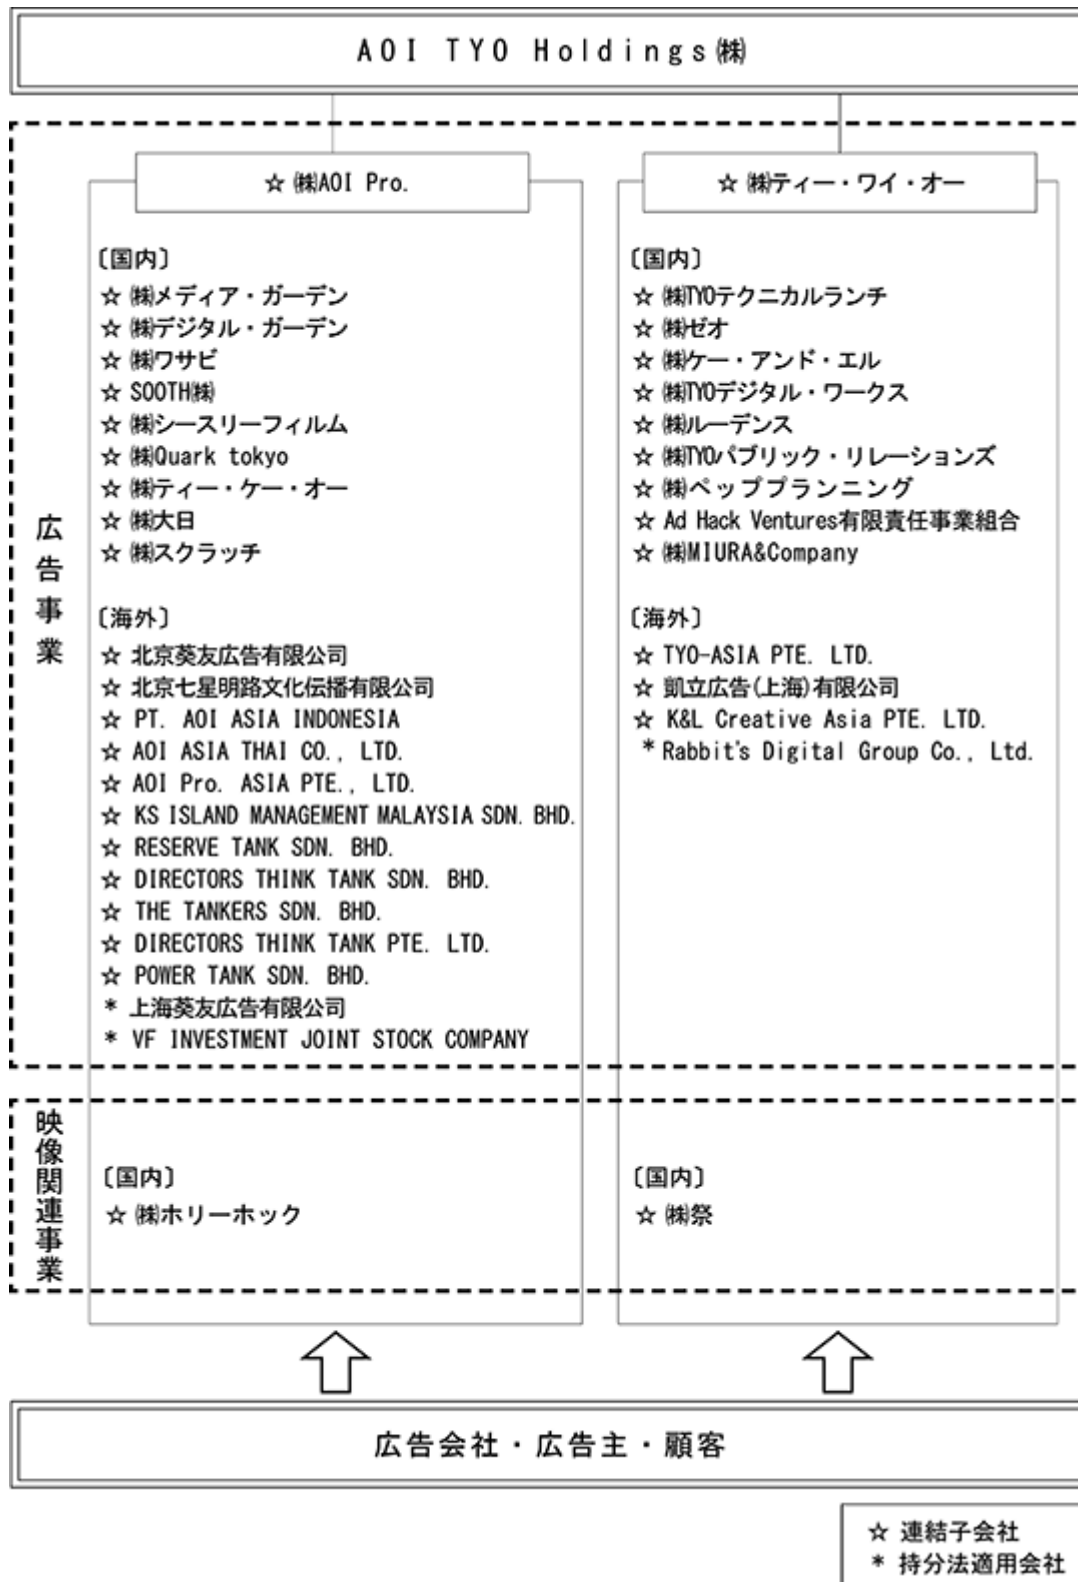 AOI TYO Holdings㈱
広告事業
☆ ㈱AOI Pro.
〔国内〕
☆ ㈱メディア・ガーデン
☆ ㈱デジタル・ガーデン
☆ ㈱ワサビ
☆ SOOTH㈱
☆ ㈱シースリーフィルム
☆ ㈱Quark tokyo
☆ ㈱ティー・ケー・オー
☆ ㈱大日
☆ ㈱スクラッチ
〔海外〕
☆ 北京葵友広告有限公司
☆ 北京七星明路文化伝播有限公司
☆ PT. AOI ASIA INDONESIA
☆ AOI ASIA THAI CO., LTD.
☆ AOI Pro. ASIA PTE., LTD.
☆ KS ISLAND MANAGEMENT MALAYSIA SDN. BHD.
☆ RESERVE TANK SDN. BHD.
☆ DIRECTORS THINK TANK SDN. BHD.
☆ THE TANKERS SDN. BHD.
☆ DIRECTORS THINK TANK PTE. LTD.
☆ POWER TANK SDN. BHD.
* 上海葵友広告有限公司
* VF INVESTMENT JOINT STOCK COMPANY
☆ ㈱ティー・ワイ・オー
〔国内〕
☆ ㈱TYOテクニカルランチ
☆ ㈱ゼオ
☆ ㈱ケー・アンド・エル
☆ ㈱TYOデジタル・ワークス
☆ ㈱ルーデンス
☆ ㈱TYOパブリック・リレーションズ
☆ ㈱ペッププランニング
☆ Ad Hack Ventures有限責任事業組合
☆ ㈱MIURA&Company
〔海外〕
☆ TYO-ASIA PTE. LTD.
☆ 凱立広告(上海)有限公司
☆ K&L Creative Asia PTE. LTD.
* Rabbit's Digital Group Co., Ltd.
映像関連事業
〔国内〕
☆ ㈱ホリーホック
〔国内〕
☆ ㈱祭
広告会社・広告主・顧客
☆ 連結子会社
* 持分法適用会社